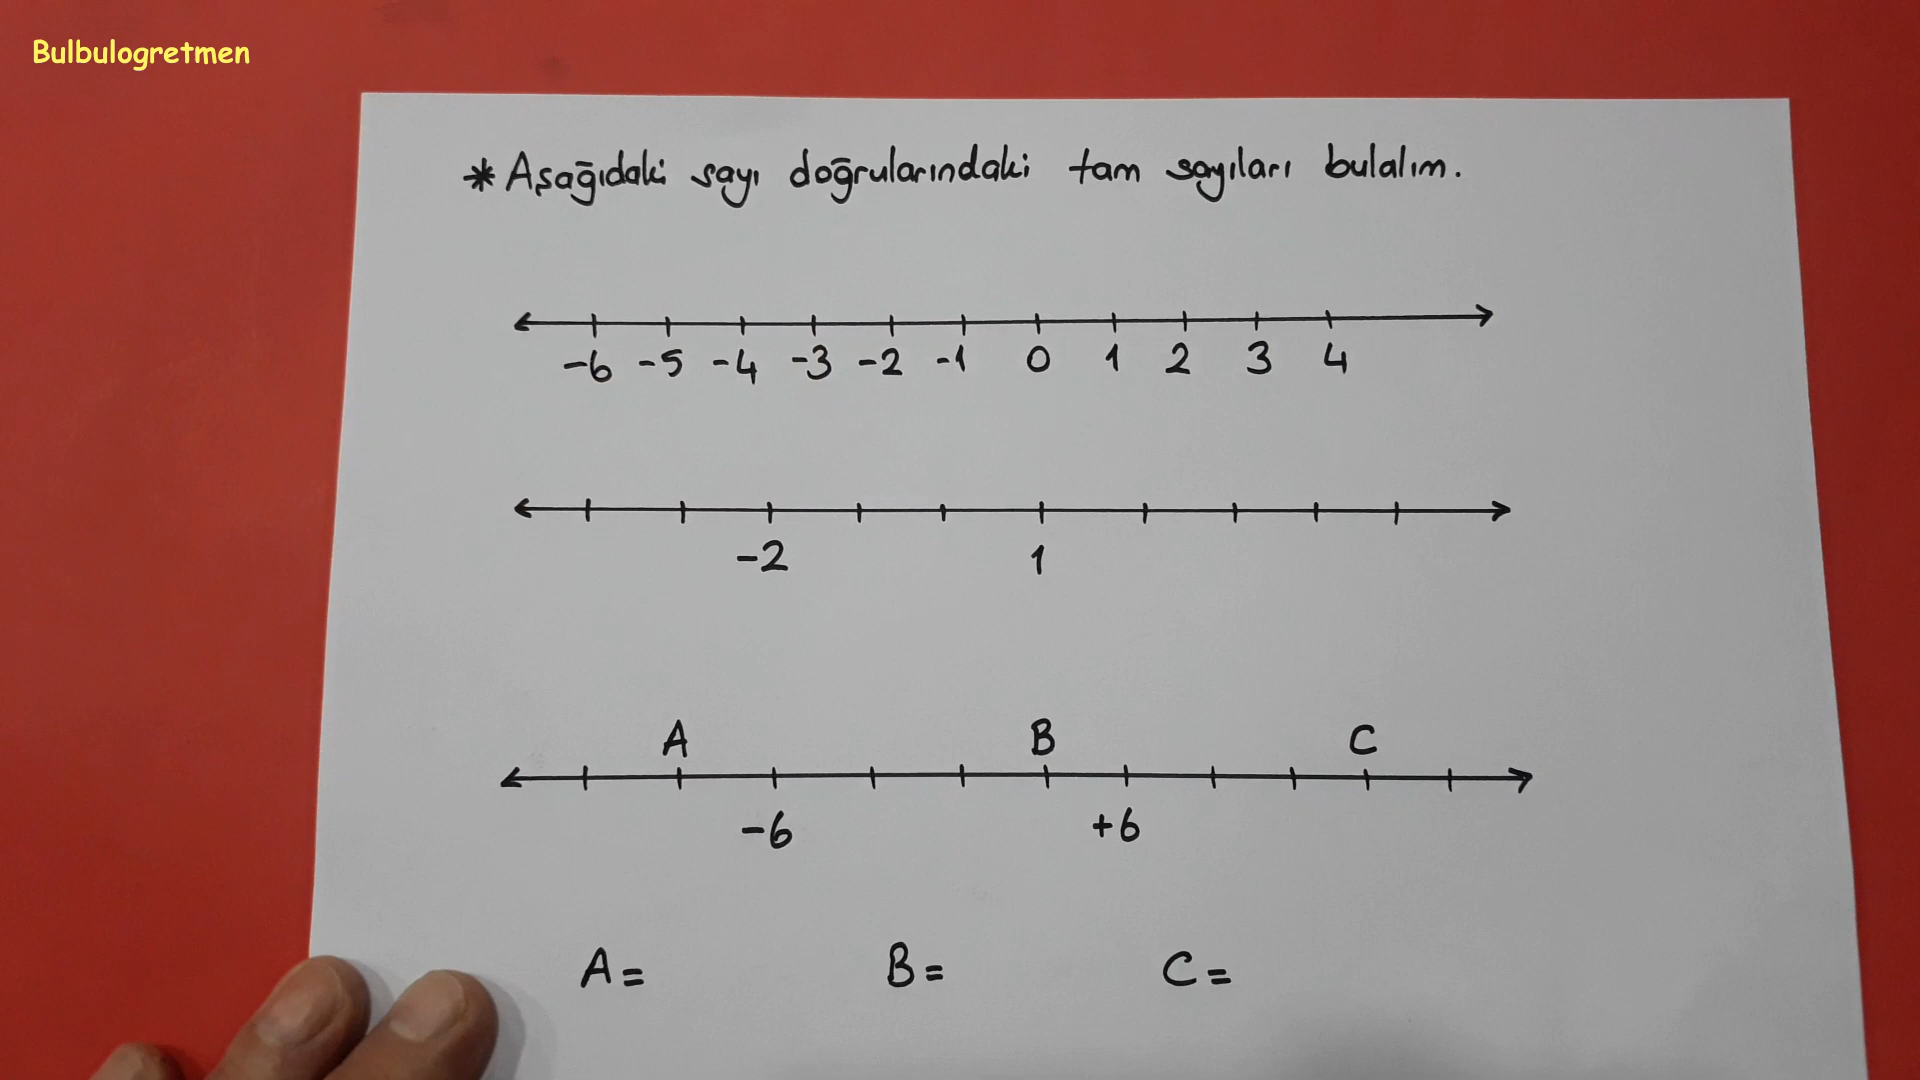 Bulbulogretmen
* Aşağıdaki sayı doğrularındaki tam sayıları bulalım.
-6 -5 -4 -3 -2 -1 0 1 2 3 4
-2 1
A B C
-6 +6
A= B= C=